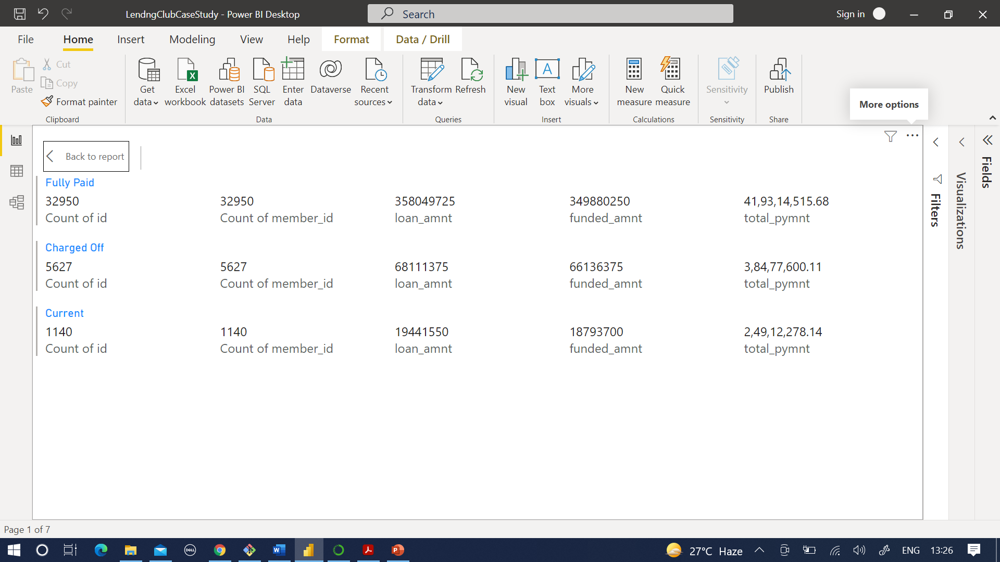 LendngClubCaseStudy - Power BI Desktop
Search
Sign in
File Home Insert Modeling View Help Format Data / Drill
Paste
Cut
Copy
Format painter
Clipboard
Get data
Excel workbook
Power BI datasets
SQL Server
Enter data
Dataverse
Recent sources
Data
Transform data
Refresh
Queries
New visual
Text box
More visuals
Insert
New measure
Quick measure
Calculations
Sensitivity
Sensitivity
Publish
Share
More options
Back to report
Fully Paid
32950 32950 358049725 349880250 41,93,14,515.68
Count of id Count of member_id loan_amnt funded_amnt total_pymnt
Charged Off
5627 5627 68111375 66136375 3,84,77,600.11
Count of id Count of member_id loan_amnt funded_amnt total_pymnt
Current
1140 1140 19441550 18793700 2,49,12,278.14
Count of id Count of member_id loan_amnt funded_amnt total_pymnt
Filters
Visualizations
Fields
Page 1 of 7
27°C Haze
ENG
13:26